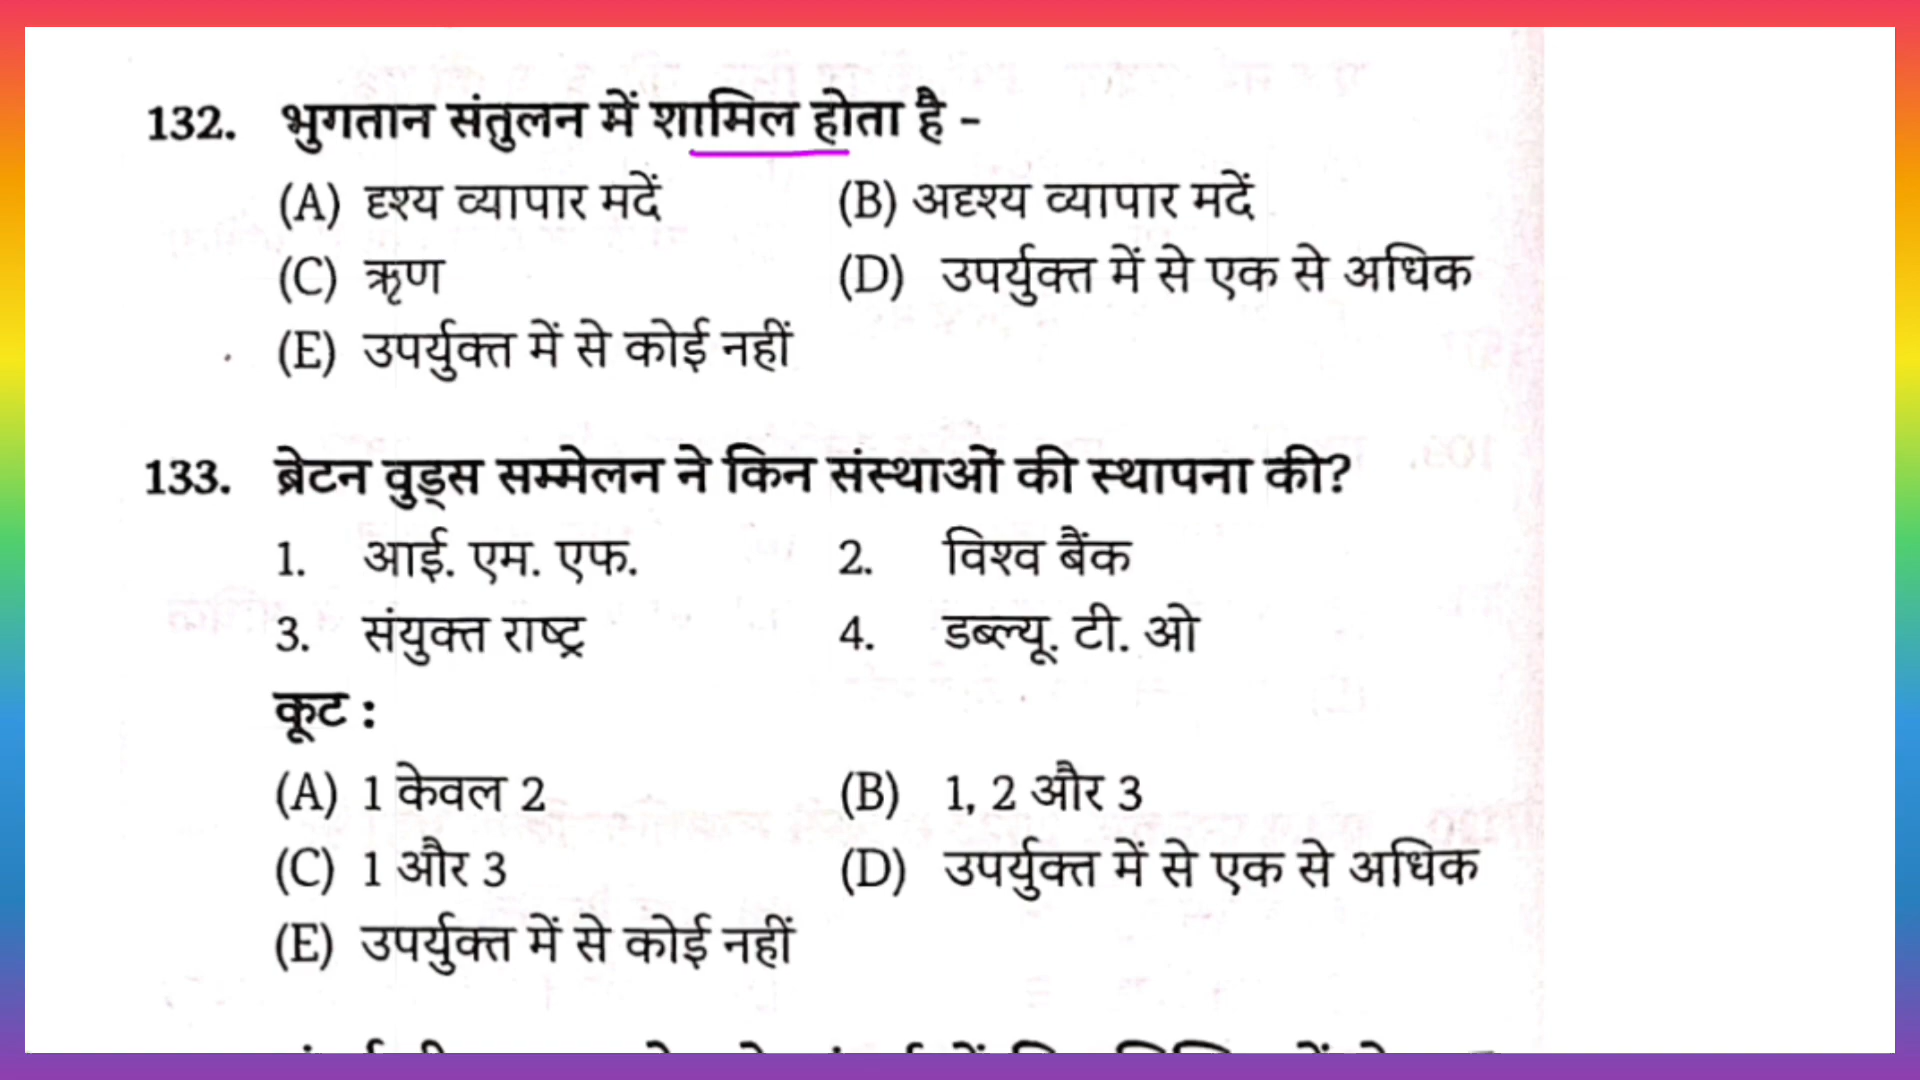 132. भुगतान संतुलन में शामिल होता है -
(A) दृश्य व्यापार मदें (B) अदृश्य व्यापार मदें
(C) ऋण (D) उपर्युक्त में से एक से अधिक
(E) उपर्युक्त में से कोई नहीं
133. ब्रेटन वुड्स सम्मेलन ने किन संस्थाओं की स्थापना की?
1. आई. एम. एफ. 2. विश्व बैंक
3. संयुक्त राष्ट्र 4. डब्ल्यू. टी. ओ
कूट :
(A) 1 केवल 2 (B) 1, 2 और 3
(C) 1 और 3 (D) उपर्युक्त में से एक से अधिक
(E) उपर्युक्त में से कोई नहीं